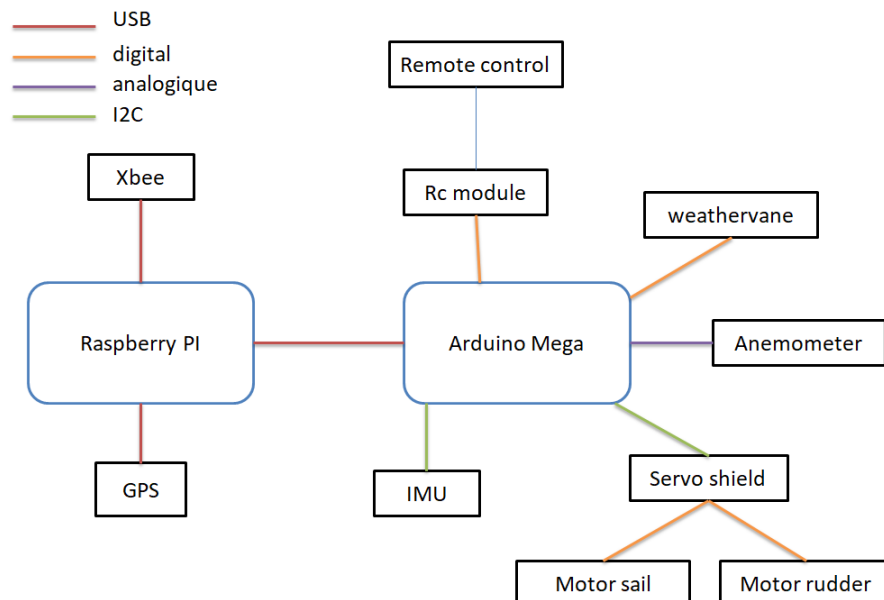 USB
digital
analogique
I2C
Remote control
Xbee
Rc module
weathervane
Raspberry PI
Arduino Mega
Anemometer
GPS
IMU
Servo shield
Motor sail
Motor rudder